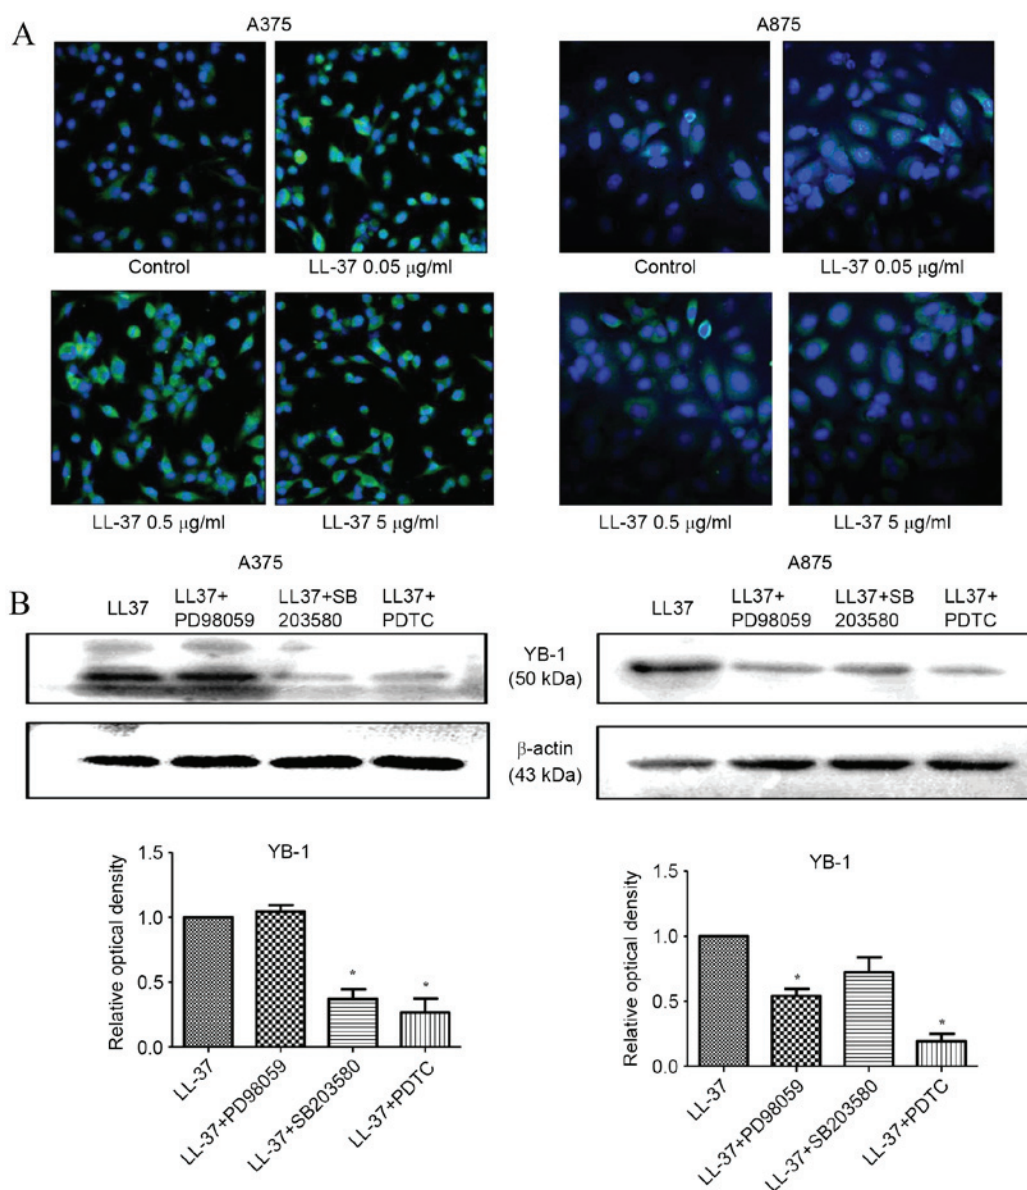 A
A375
A875
Control
LL-37 0.05 μg/ml
Control
LL-37 0.05 μg/ml
LL-37 0.5 μg/ml
LL-37 5 μg/ml
LL-37 0.5 μg/ml
LL-37 5 μg/ml
B
A375
A875
LL37
LL37+
PD98059
LL37+SB
203580
LL37+
PDTC
YB-1
(50 kDa)
LL37
LL37+
PD98059
LL37+SB
203580
LL37+
PDTC
β-actin
(43 kDa)
YB-1
Relative optical density
1.5
1.0
0.5
0.0
*
*
LL-37
LL-37+PD98059
LL-37+SB203580
LL-37+PDTC
YB-1
Relative optical density
1.5
1.0
0.5
0.0
*
*
LL-37
LL-37+PD98059
LL-37+SB203580
LL-37+PDTC